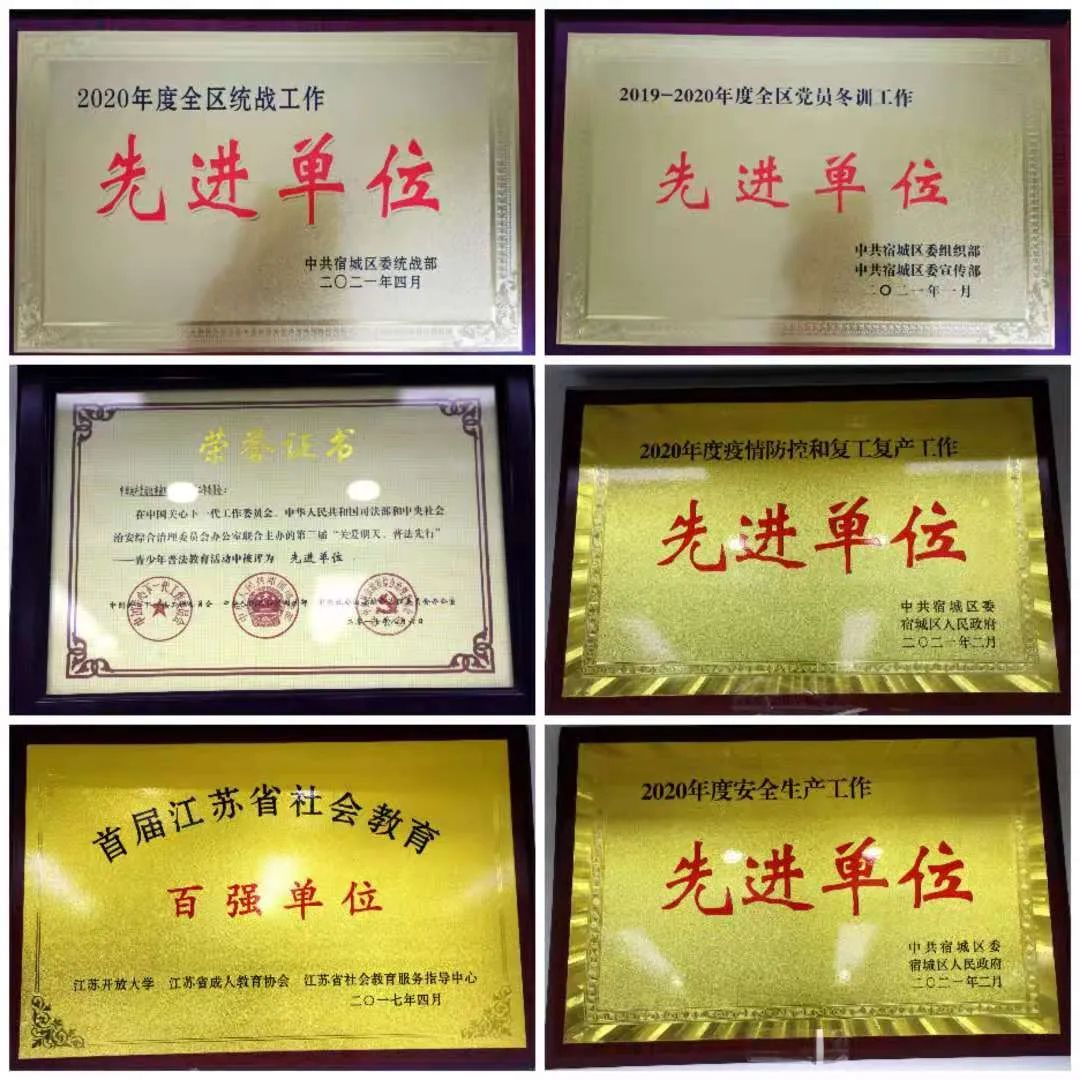 2020年度全区统战工作
先进单位
中共宿城区委统战部
二〇二一年四月
2019-2020年度全区党员冬训工作
先进单位
中共宿城区委组织部
中共宿城区委宣传部
二〇二一年一月
荣誉证书
工作委员会:
在中国关心下一代工作委员会、中华人民共和国司法部和中央社会
治安综合治理委员会办公室联合主办的第二届“关爱明天、普法先行”
——青少年普法教育活动中被评为 先进单位
2020年度疫情防控和复工复产工作
先进单位
中共宿城区委
宿城区人民政府
二〇二一年二月
首届江苏省社会教育
百强单位
江苏开放大学 江苏省成人教育协会 江苏省社会教育服务指导中心
二〇一七年四月
2020年度安全生产工作
先进单位
中共宿城区委
宿城区人民政府
二〇二一年二月